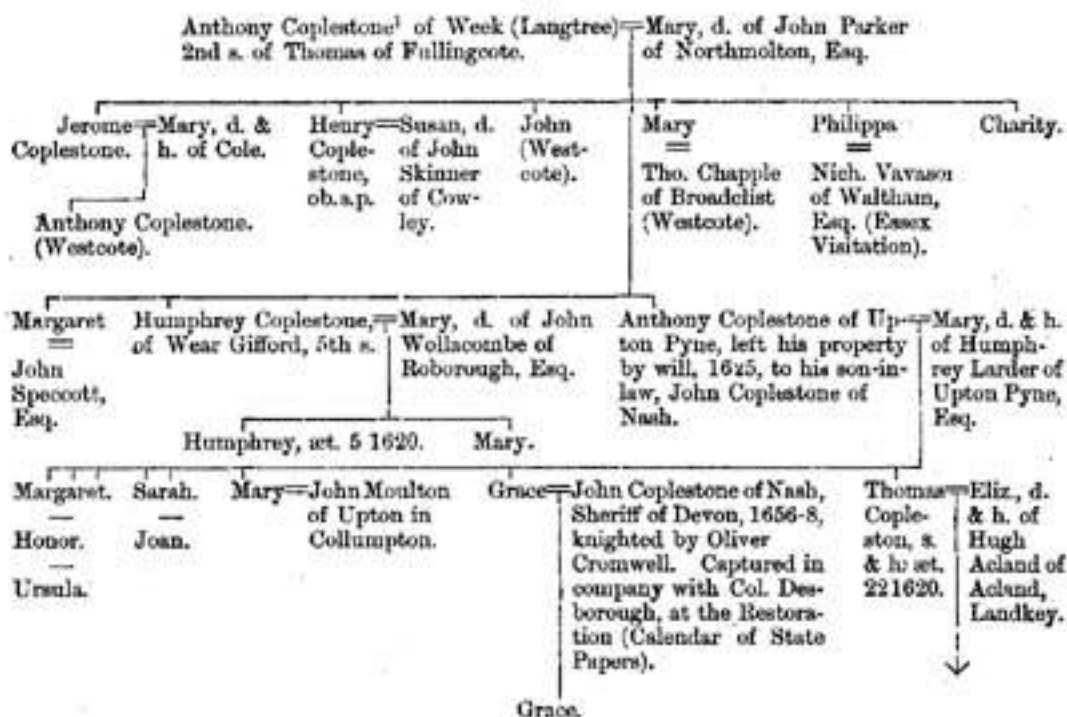 Anthony Coplestone¹ of Week (Langtree)
2nd s. of Thomas of Fullingcote.
Mary, d. of John Parker
of Northmolton, Esq.
Jerome
Coplestone.
Mary, d. &
h. of Cole.
Henry
Cople-
stone,
ob.s.p.
Susan, d.
of John
Skinner
of Cow-
ley.
John
(West-
cote).
Mary
Tho. Chapple
of Broadclist
(Westcote).
Philippa
Nich. Vavasor
of Waltham,
Esq. (Essex
Visitation).
Charity.
Anthony Coplestone.
(Westcote).
Margaret
John
Speccott,
Esq.
Humphrey Coplestone,
of Wear Gifford, 5th s.
Mary, d. of John
Wollacombe of
Roborough, Esq.
Anthony Coplestone of Up-
ton Pyne, left his property
by will, 1625, to his son-in-
law, John Coplestone of
Nash.
Mary, d. & h.
of Humph-
rey Larder of
Upton Pyne,
Esq.
Humphrey, æt. 5 1620.
Mary.
Margaret.
Honor.
Ursula.
Sarah.
Joan.
Mary
John Moulton
of Upton in
Collumpton.
Grace
John Coplestone of Nash,
Sheriff of Devon, 1656-8,
knighted by Oliver
Cromwell. Captured in
company with Col. Des-
borough, at the Restora-
tion (Calendar of State
Papers).
Thomas
Cople-
ston, s.
& h: æt.
22 1620.
Eliz., d.
& h. of
Hugh
Acland of
Acland,
Landkey.
Grace.